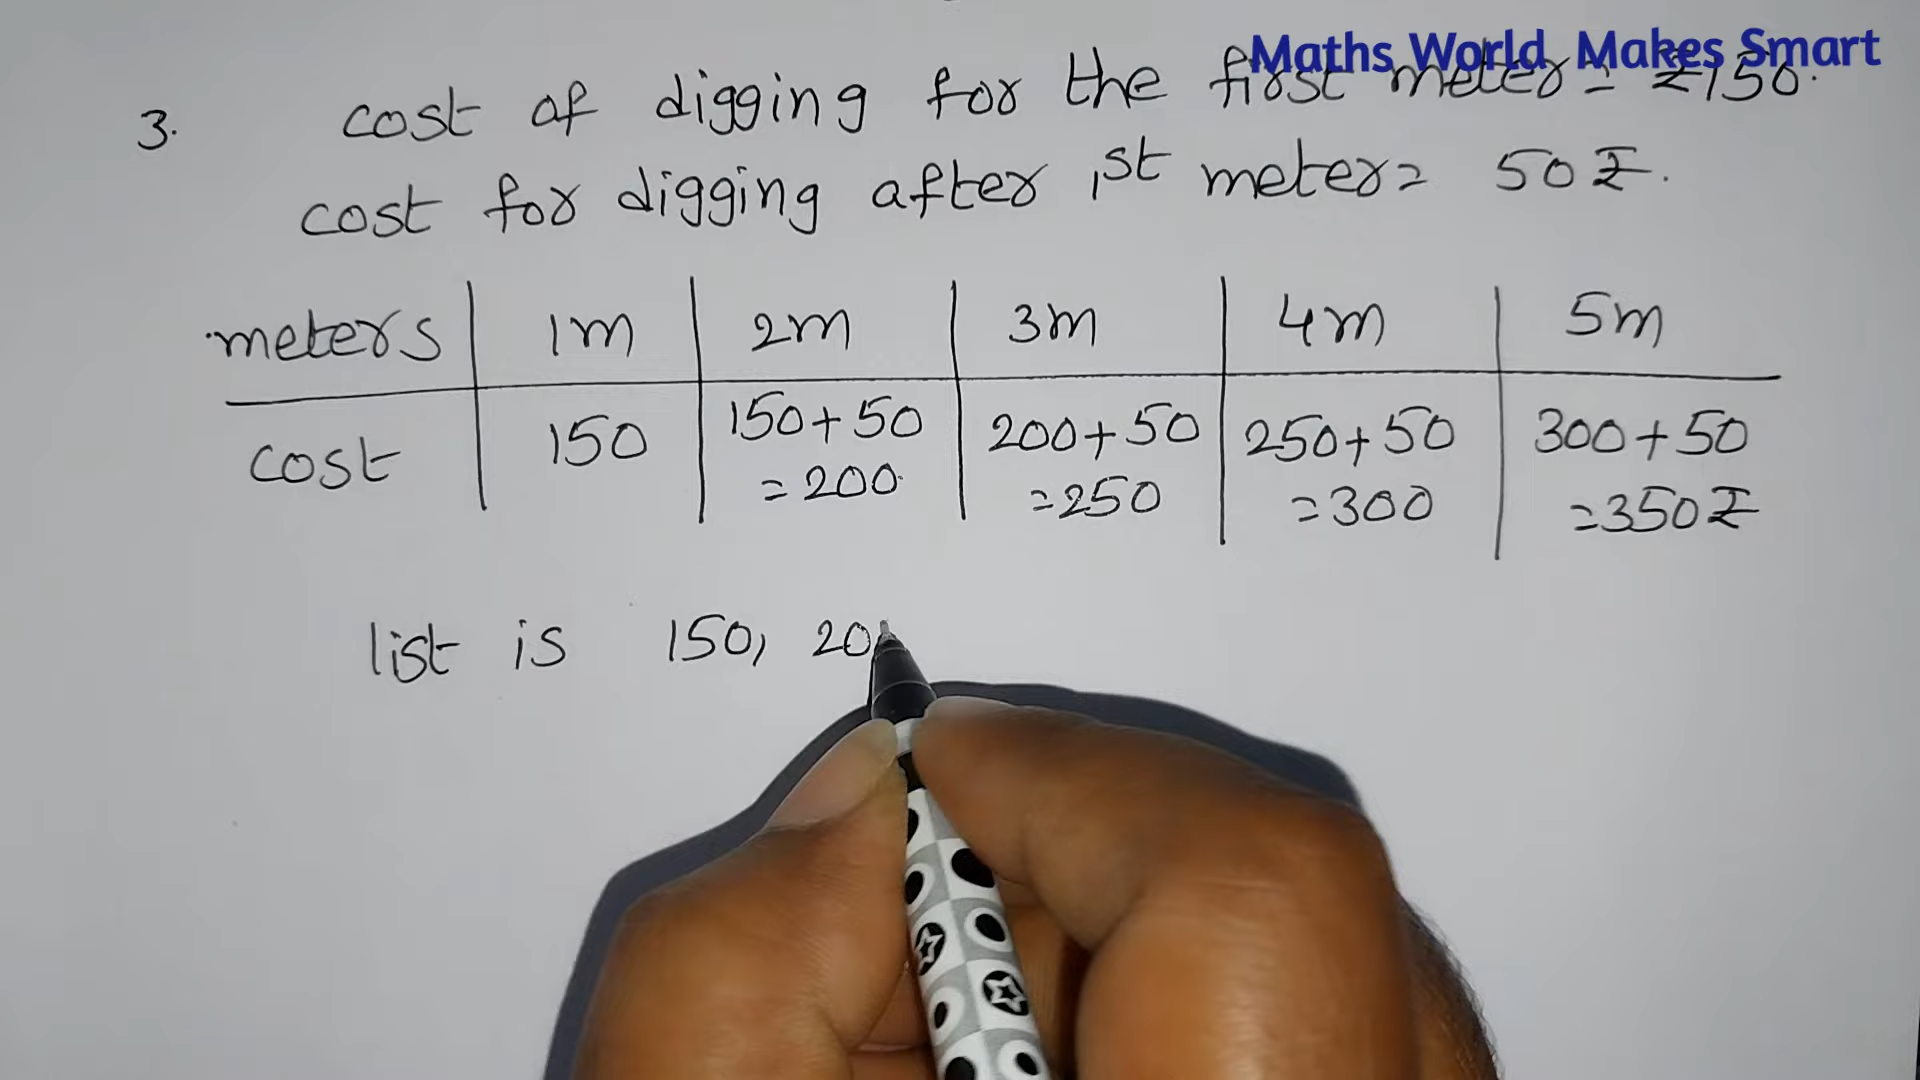 Maths World Makes Smart
3. cost of digging for the first meter = ₹150.
cost for digging after 1st meter = 50₹.
meters 1m 2m 3m 4m 5m
cost 150 150+50 200+50 250+50 300+50
=200 =250 =300 =350₹
list is 150, 20